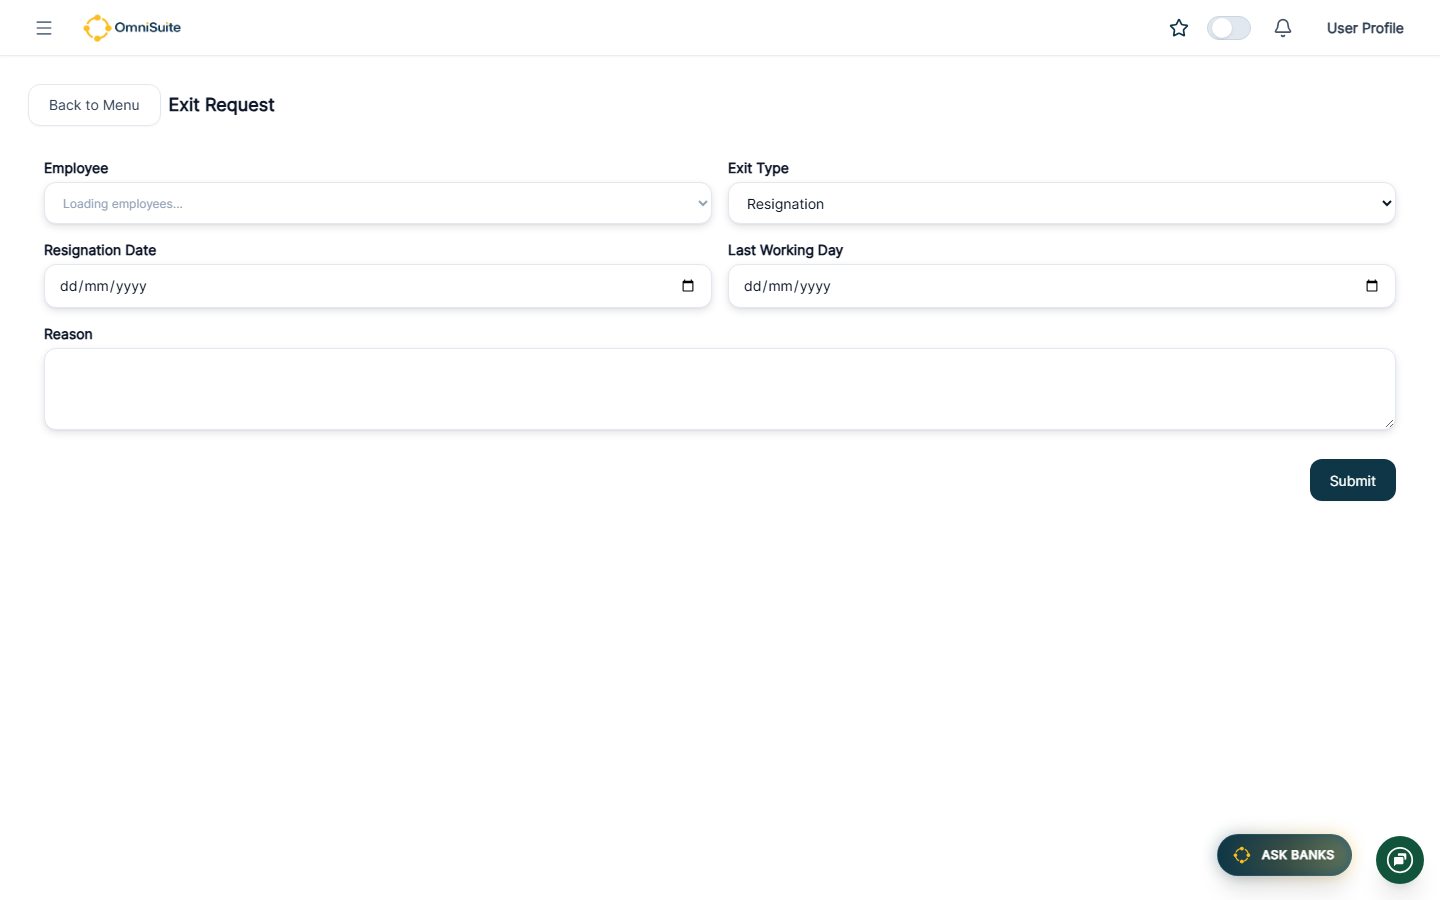 OmniSuite
User Profile
Back to Menu
Exit Request
Employee
Exit Type
Loading employees...
Resignation
Resignation Date
Last Working Day
dd/mm/yyyy
dd/mm/yyyy
Reason
Submit
ASK BANKS